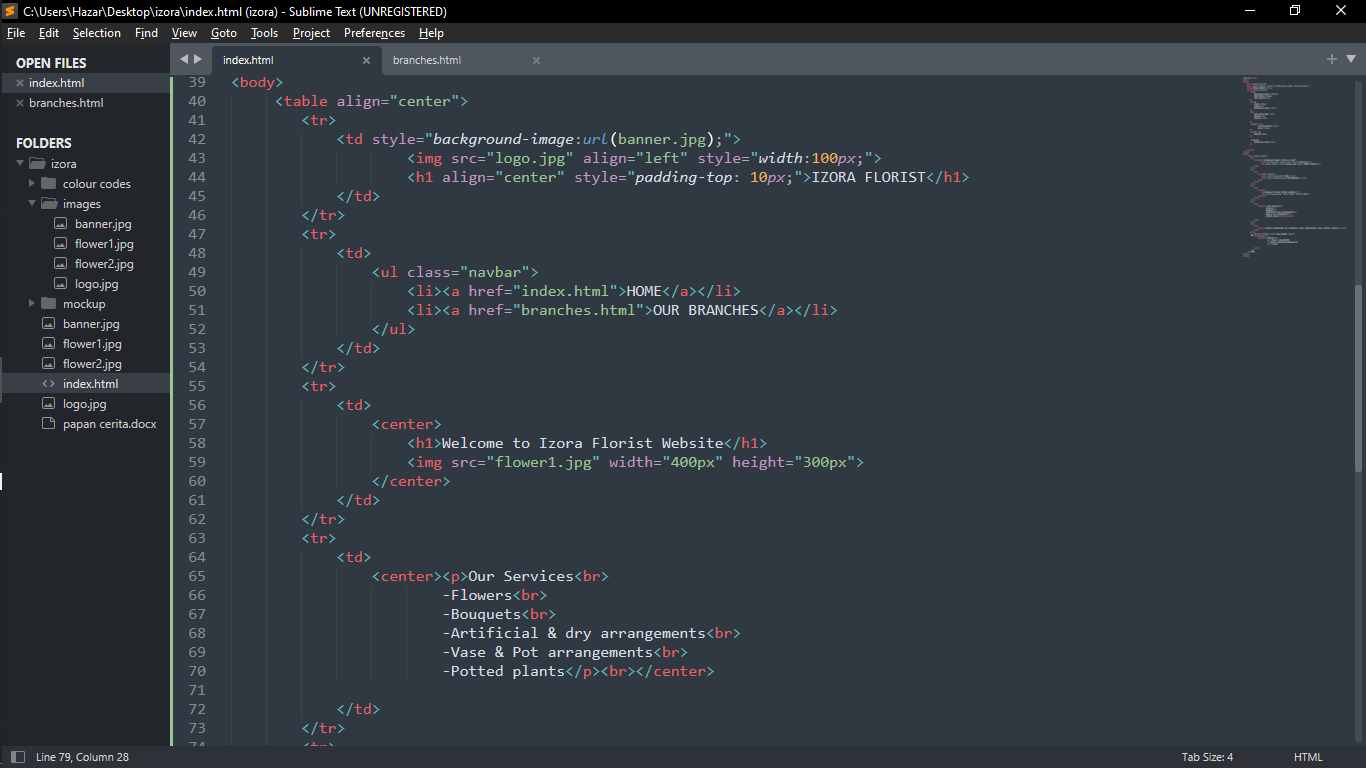 C:\Users\Hazar\Desktop\izora\index.html (izora) - Sublime Text (UNREGISTERED)
File Edit Selection Find View Goto Tools Project Preferences Help
OPEN FILES
index.html
branches.html
FOLDERS
izora
colour codes
images
banner.jpg
flower1.jpg
flower2.jpg
logo.jpg
mockup
banner.jpg
flower1.jpg
flower2.jpg
index.html
logo.jpg
papan cerita.docx
index.html branches.html
39 <body>
40 <table align="center">
41 <tr>
42 <td style="background-image:url(banner.jpg);">
43 <img src="logo.jpg" align="left" style="width:100px;">
44 <h1 align="center" style="padding-top: 10px;">IZORA FLORIST</h1>
45 </td>
46 </tr>
47 <tr>
48 <td>
49 <ul class="navbar">
50 <li><a href="index.html">HOME</a></li>
51 <li><a href="branches.html">OUR BRANCHES</a></li>
52 </ul>
53 </td>
54 </tr>
55 <tr>
56 <td>
57 <center>
58 <h1>Welcome to Izora Florist Website</h1>
59 <img src="flower1.jpg" width="400px" height="300px">
60 </center>
61 </td>
62 </tr>
63 <tr>
64 <td>
65 <center><p>Our Services<br>
66 -Flowers<br>
67 -Bouquets<br>
68 -Artificial & dry arrangements<br>
69 -Vase & Pot arrangements<br>
70 -Potted plants</p><br></center>
71
72 </td>
73 </tr>
74 <tr>
Line 79, Column 28 Tab Size: 4 HTML